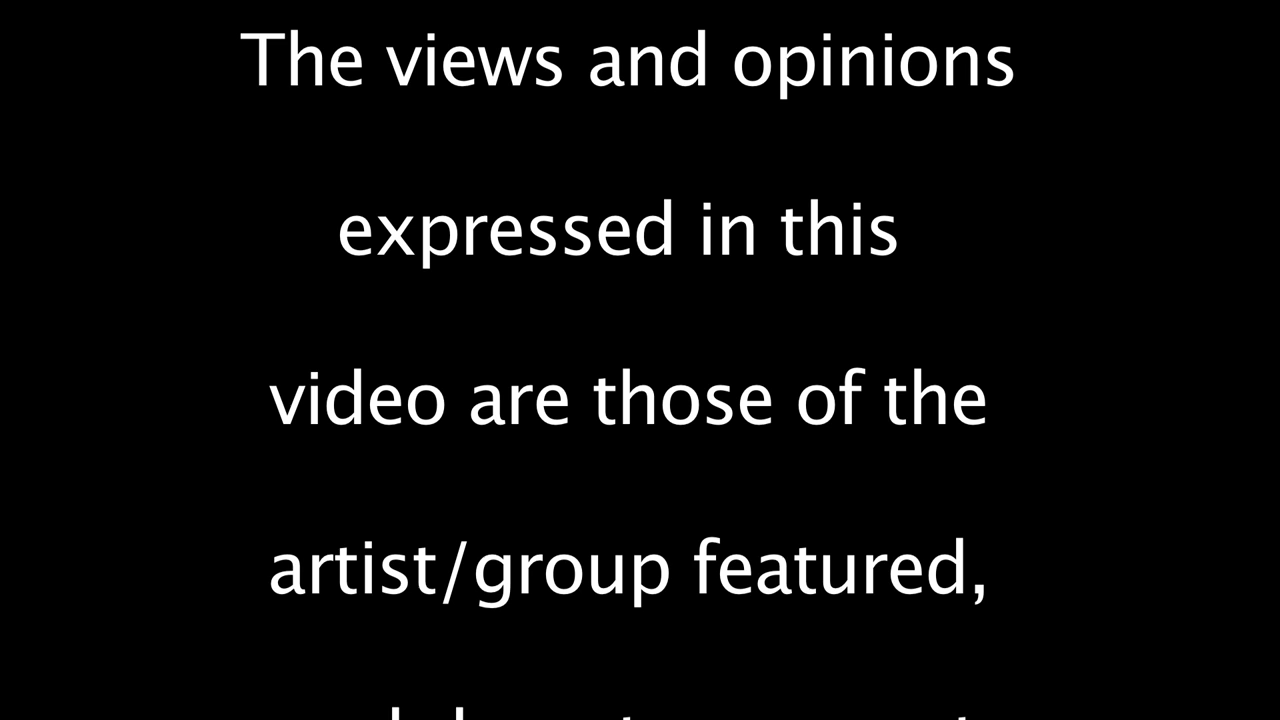 The views and opinions
expressed in this
video are those of the
artist/group featured,